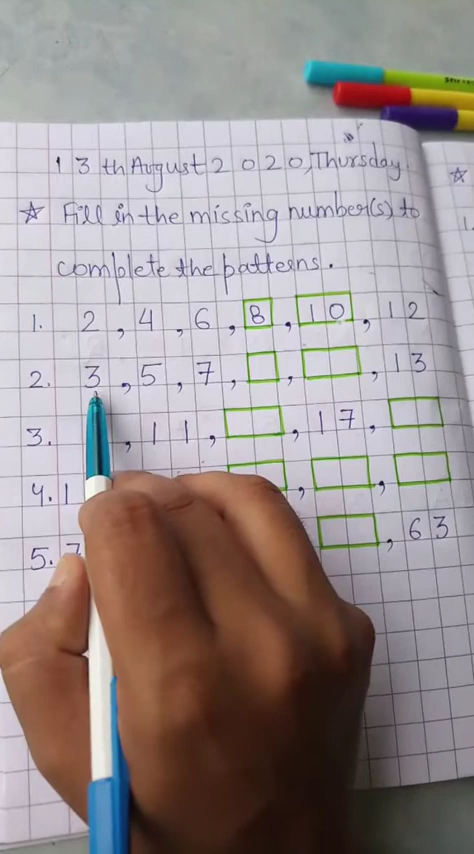 13th August 2020, Thursday.
☆ Fill in the missing number(s) to
complete the patterns.
1. 2, 4, 6, 8, 10, 12
2. 3, 5, 7, , , 13
3. , 11, , 17,
4. 1 , ,
5. 7 , 63